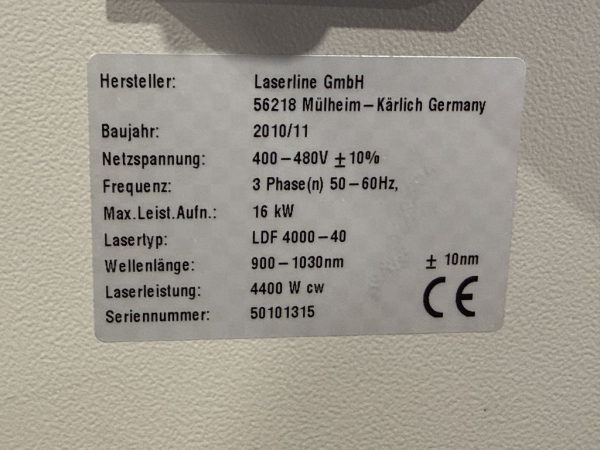 Hersteller: Laserline GmbH
56218 Mülheim–Kärlich Germany
Baujahr: 2010/11
Netzspannung: 400–480V ±10%
Frequenz: 3 Phase(n) 50–60Hz,
Max.Leist.Aufn.: 16 kW
Lasertyp: LDF 4000–40
Wellenlänge: 900–1030nm ± 10nm
Laserleistung: 4400 W cw
Seriennummer: 50101315
CE